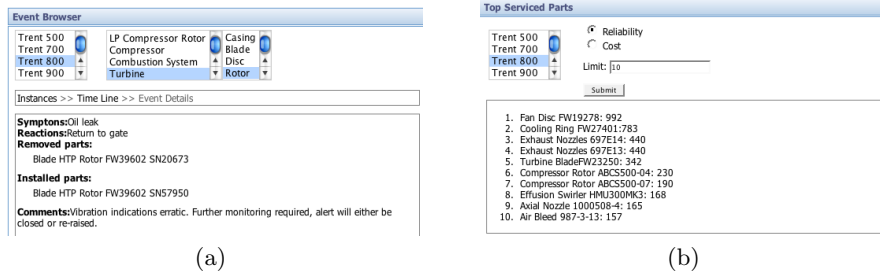 Event Browser
Trent 500
Trent 700
Trent 800
Trent 900
LP Compressor Rotor
Compressor
Combustion System
Turbine
Casing
Blade
Disc
Rotor
Instances >> Time Line >> Event Details
Symptons:Oil leak
Reactions:Return to gate
Removed parts:
Blade HTP Rotor FW39602 SN20673
Installed parts:
Blade HTP Rotor FW39602 SN57950
Comments:Vibration indications erratic. Further monitoring required, alert will either be
closed or re-raised.
(a)
Top Serviced Parts
Trent 500
Trent 700
Trent 800
Trent 900
Reliability
Cost
Limit: 10
Submit
1. Fan Disc FW19278: 992
2. Cooling Ring FW27401:783
3. Exhaust Nozzles 697E14: 440
4. Exhaust Nozzles 697E13: 440
5. Turbine BladeFW23250: 342
6. Compressor Rotor ABCS500-04: 230
7. Compressor Rotor ABCS500-07: 190
8. Effusion Swirler HMU300MK3: 168
9. Axial Nozzle 1000508-4: 165
10. Air Bleed 987-3-13: 157
(b)